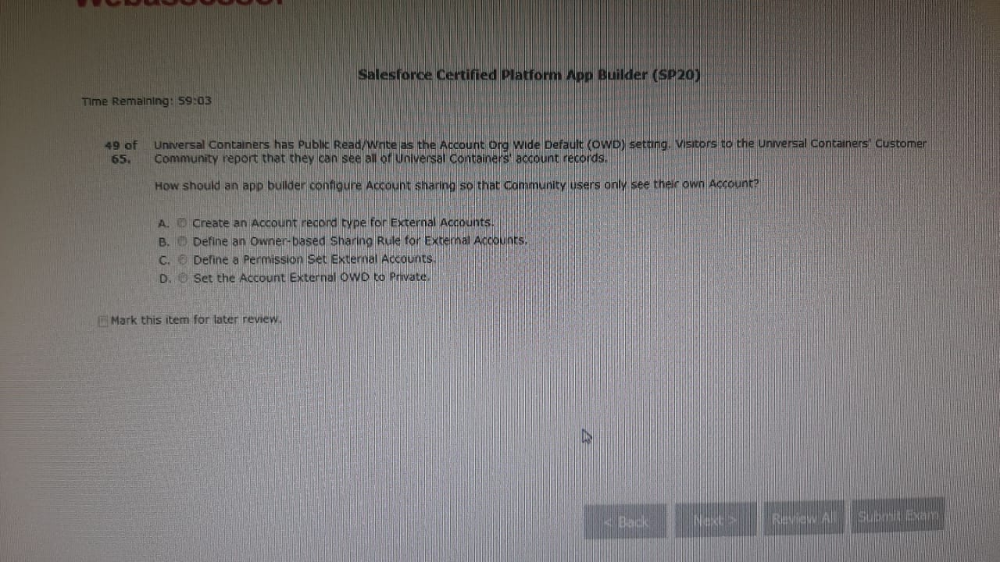 Webassessor
Salesforce Certified Platform App Builder (SP20)
Time Remaining: 59:03
49 of 65. Universal Containers has Public Read/Write as the Account Org Wide Default (OWD) setting. Visitors to the Universal Containers' Customer
Community report that they can see all of Universal Containers' account records.
How should an app builder configure Account sharing so that Community users only see their own Account?
A. Create an Account record type for External Accounts.
B. Define an Owner-based Sharing Rule for External Accounts.
C. Define a Permission Set External Accounts.
D. Set the Account External OWD to Private.
Mark this item for later review.
< Back Next > Review All Submit Exam